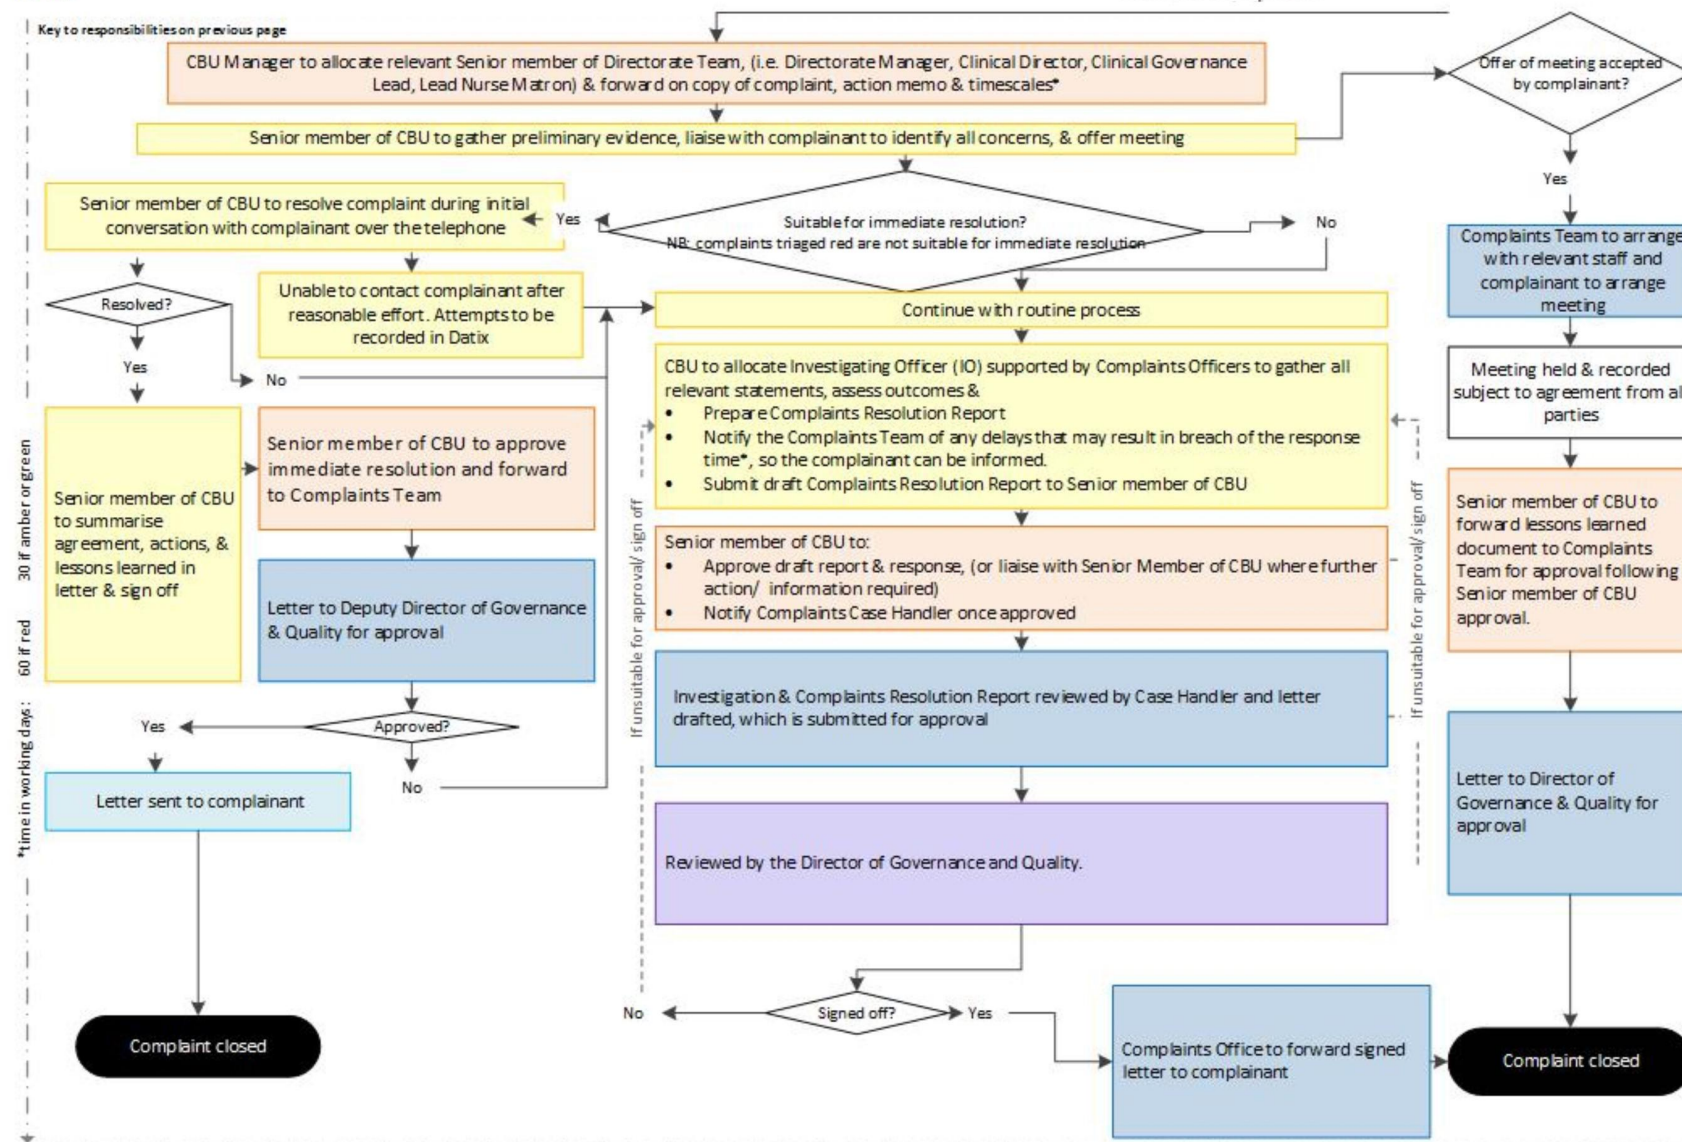 Key to responsibilities on previous page
CBU Manager to allocate relevant Senior member of Directorate Team, (i.e. Directorate Manager, Clinical Director, Clinical Governance
Lead, Lead Nurse Matron) & forward on copy of complaint, action memo & timescales*
Offer of meeting accepted
by complainant?
Senior member of CBU to gather preliminary evidence, liaise with complainant to identify all concerns, & offer meeting
Yes
Senior member of CBU to resolve complaint during initial
conversation with complainant over the telephone
Yes
Suitable for immediate resolution?
NB: complaints triaged red are not suitable for immediate resolution
No
Complaints Team to arrange
with relevant staff and
complainant to arrange
meeting
Resolved?
Unable to contact complainant after
reasonable effort. Attempts to be
recorded in Datix
Continue with routine process
Yes
No
CBU to allocate Investigating Officer (IO) supported by Complaints Officers to gather all
relevant statements, assess outcomes &
• Prepare Complaints Resolution Report
• Notify the Complaints Team of any delays that may result in breach of the response
time*, so the complainant can be informed.
• Submit draft Complaints Resolution Report to Senior member of CBU
Meeting held & recorded
subject to agreement from al
parties
Senior member of CBU
to summarise
agreement, actions, &
lessons learned in
letter & sign off
Senior member of CBU to approve
immediate resolution and forward
to Complaints Team
Senior member of CBU to:
• Approve draft report & response, (or liaise with Senior Member of CBU where further
action/ information required)
• Notify Complaints Case Handler once approved
Senior member of CBU to
forward lessons learned
document to Complaints
Team for approval following
Senior member of CBU
approval.
Letter to Deputy Director of Governance
& Quality for approval
Investigation & Complaints Resolution Report reviewed by Case Handler and letter
drafted, which is submitted for approval
If unsuitable for approval/ sign off
If unsuitable for approval/ sign off
*time in working days: 60 if red 30 if amber or green
Yes
Approved?
No
Letter sent to complainant
Reviewed by the Director of Governance and Quality.
Letter to Director of
Governance & Quality for
approval
No
Signed off?
Yes
Complaints Office to forward signed
letter to complainant
Complaint closed
Complaint closed